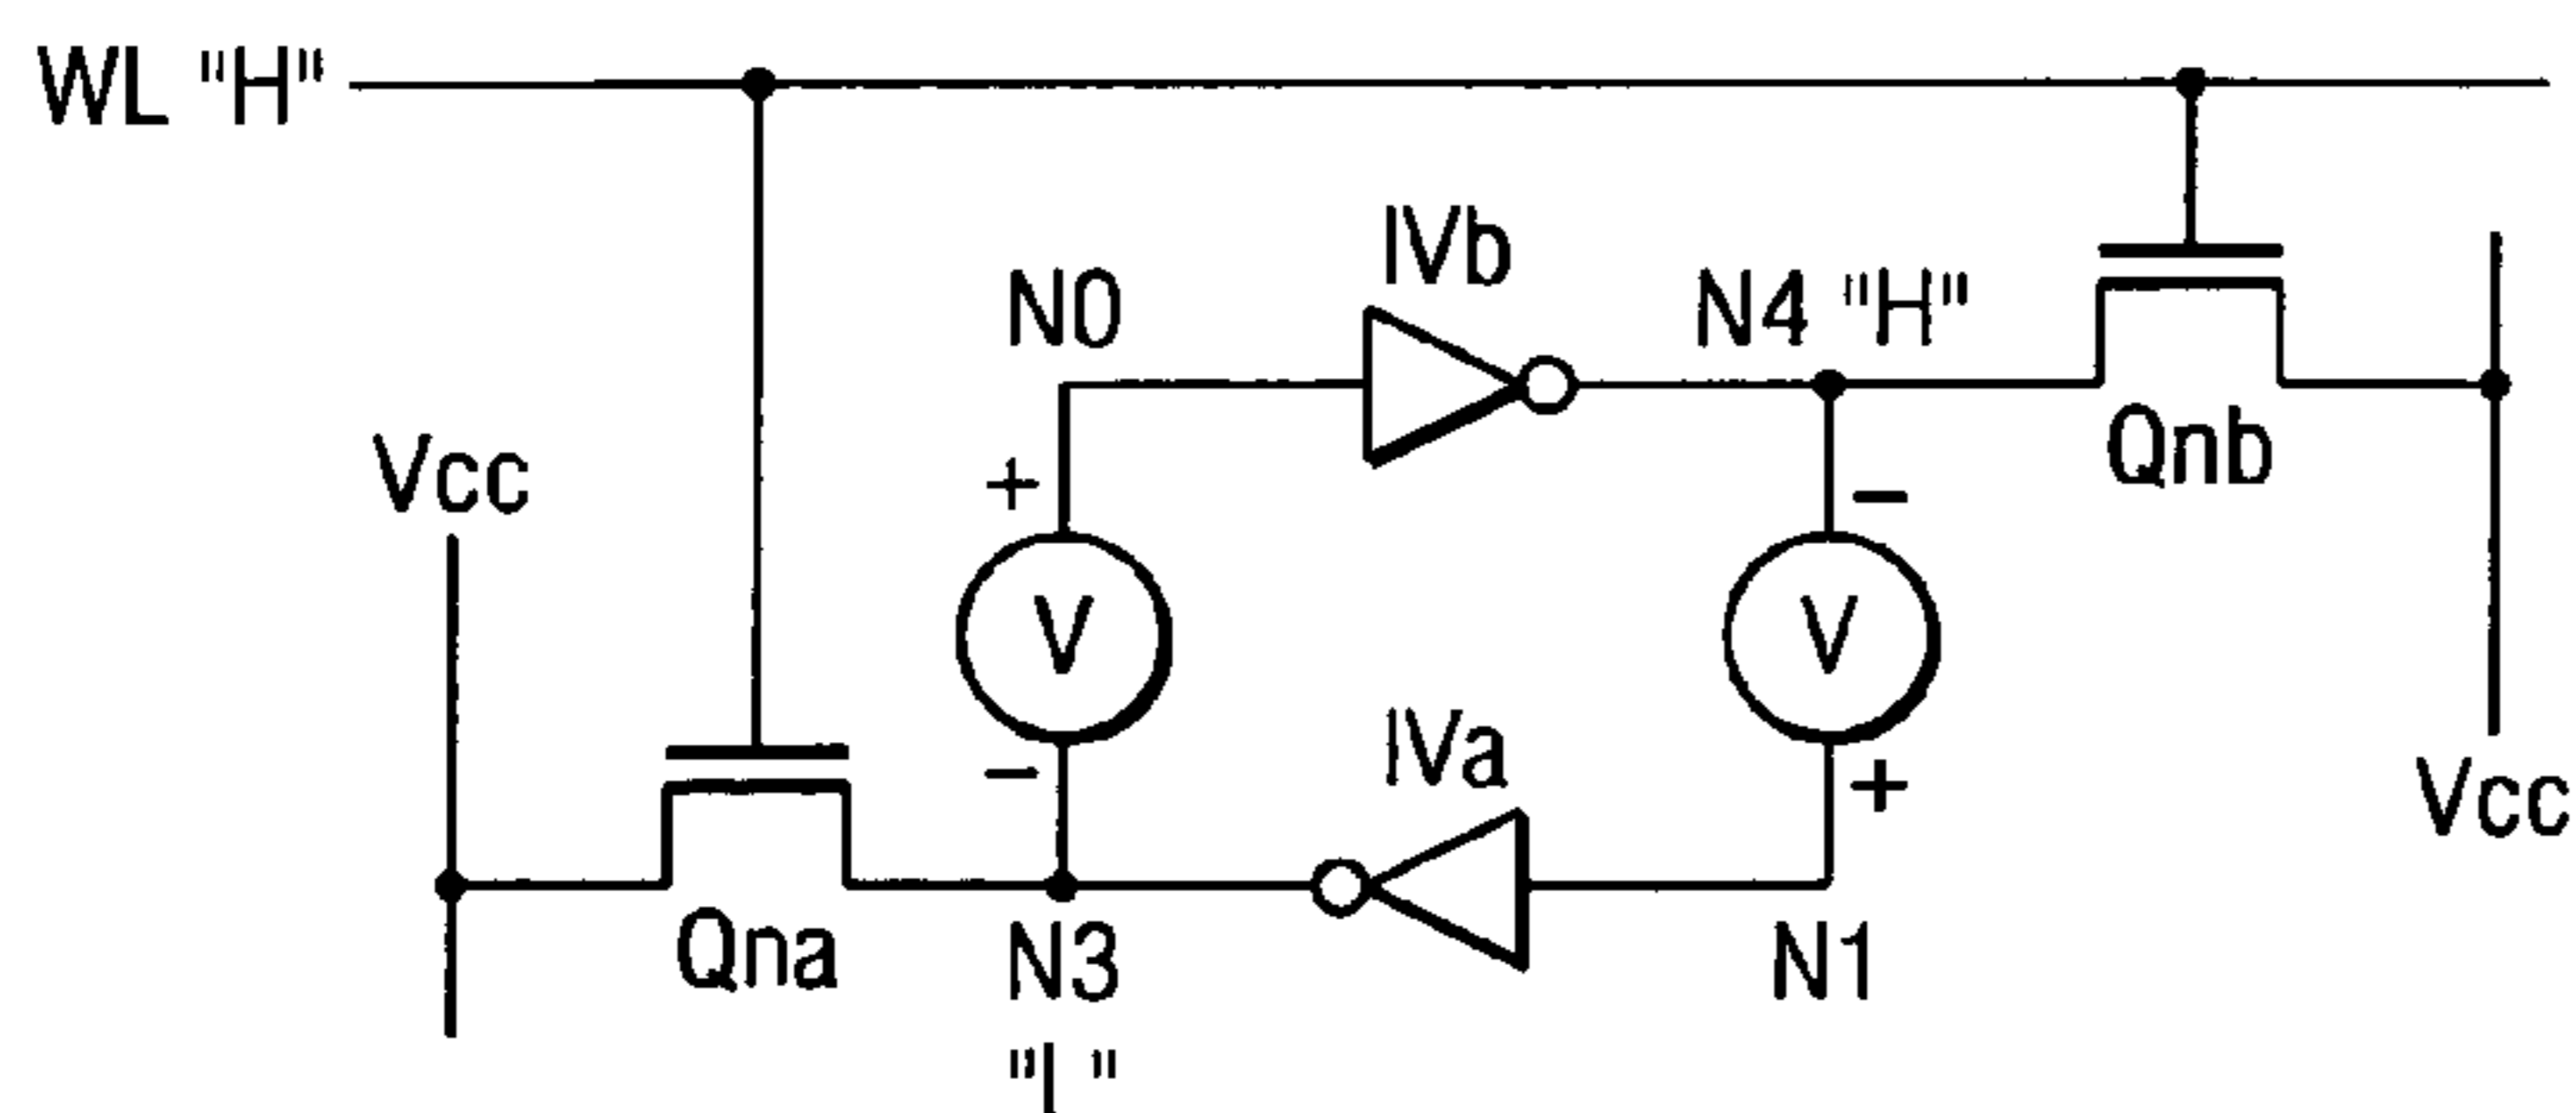 WL "H"
IVb
N0
N4 "H"
Vcc
+
−
Qnb
V
V
IVa
−
+
Vcc
Qna
N3
N1
"L"